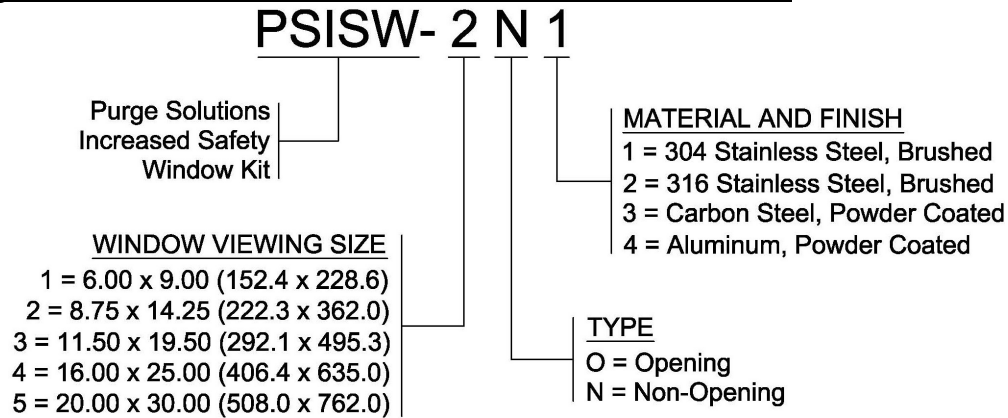 PSISW- 2 N 1
Purge Solutions
Increased Safety
Window Kit
MATERIAL AND FINISH
1 = 304 Stainless Steel, Brushed
2 = 316 Stainless Steel, Brushed
3 = Carbon Steel, Powder Coated
4 = Aluminum, Powder Coated
WINDOW VIEWING SIZE
1 = 6.00 x 9.00 (152.4 x 228.6)
2 = 8.75 x 14.25 (222.3 x 362.0)
3 = 11.50 x 19.50 (292.1 x 495.3)
4 = 16.00 x 25.00 (406.4 x 635.0)
5 = 20.00 x 30.00 (508.0 x 762.0)
TYPE
O = Opening
N = Non-Opening